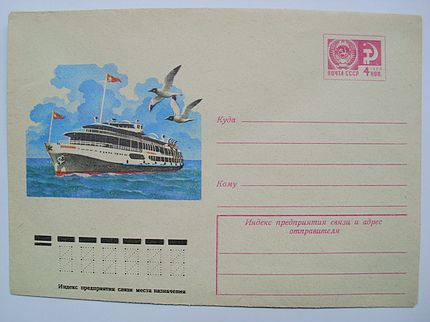 ПОЧТА СССР
4 КОП.
Куда
Кому
Индекс предприятия связи и адрес
отправителя
Индекс предприятия связи места назначения